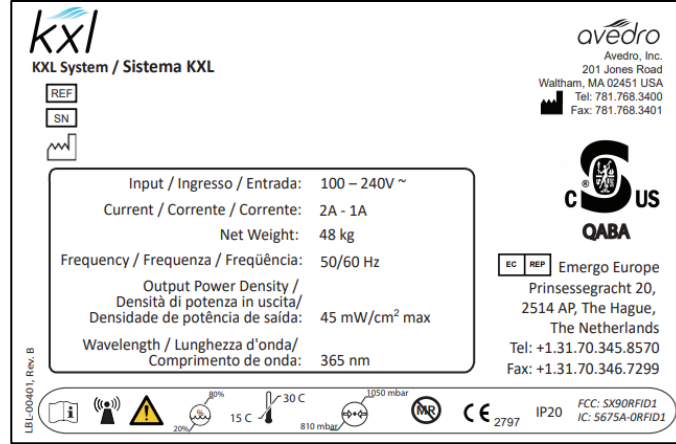 kxl
KXL System / Sistema KXL
REF
SN
avedro
Avedro, Inc.
201 Jones Road
Waltham, MA 02451 USA
Tel: 781.768.3400
Fax: 781.768.3401
Input / Ingresso / Entrada: 100 – 240V ~
Current / Corrente / Corrente: 2A - 1A
Net Weight: 48 kg
Frequency / Frequenza / Freqüência: 50/60 Hz
Output Power Density /
Densità di potenza in uscita/
Densidade de potência de saída: 45 mW/cm² max
Wavelength / Lunghezza d'onda/
Comprimento de onda: 365 nm
® C S US
QABA
EC REP Emergo Europe
Prinsessegracht 20,
2514 AP, The Hague,
The Netherlands
Tel: +1.31.70.345.8570
Fax: +1.31.70.346.7299
LBL-00401, Rev. B
i
20% % 80%
15 C 30 C
810 mbar 1050 mbar
MR
CE 2797
IP20
FCC: SX90RFID1
IC: 5675A-0RFID1